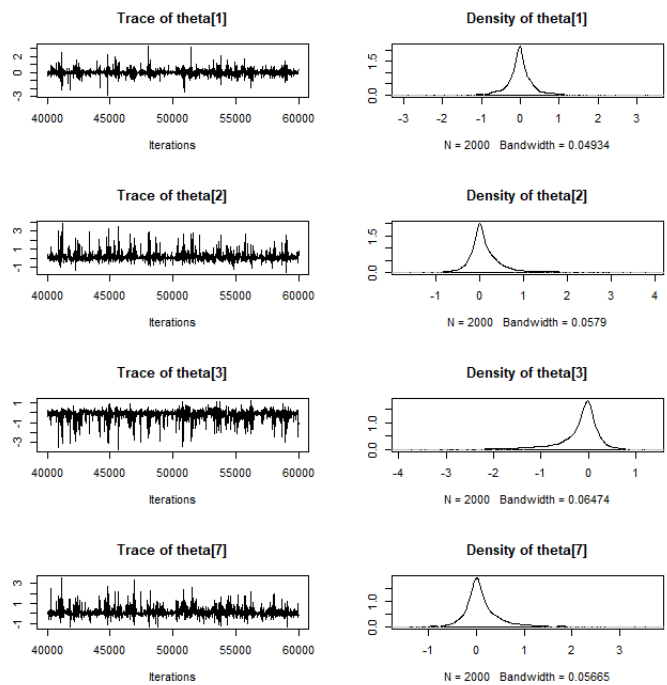 Trace of theta[1]
Density of theta[1]
-3 0 2
0.0 1.5
40000 45000 50000 55000 60000
-3 -2 -1 0 1 2 3
Iterations
N = 2000 Bandwidth = 0.04934
Trace of theta[2]
Density of theta[2]
-1 1 3
0.0 1.5
40000 45000 50000 55000 60000
-1 0 1 2 3 4
Iterations
N = 2000 Bandwidth = 0.0579
Trace of theta[3]
Density of theta[3]
-3 -1 1
0.0 1.0
40000 45000 50000 55000 60000
-4 -3 -2 -1 0 1
Iterations
N = 2000 Bandwidth = 0.06474
Trace of theta[7]
Density of theta[7]
-1 1 3
0.0 1.0
40000 45000 50000 55000 60000
-1 0 1 2 3
Iterations
N = 2000 Bandwidth = 0.05665